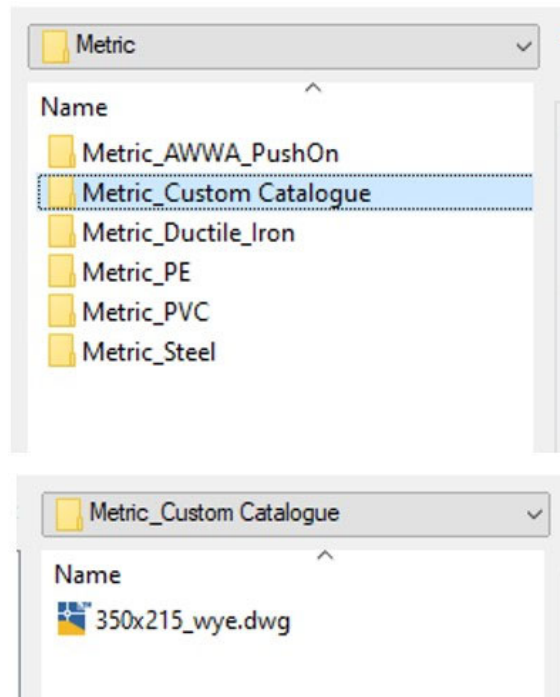 Metric
Name
Metric_AWWA_PushOn
Metric_Custom Catalogue
Metric_Ductile_Iron
Metric_PE
Metric_PVC
Metric_Steel
Metric_Custom Catalogue
Name
350x215_wye.dwg